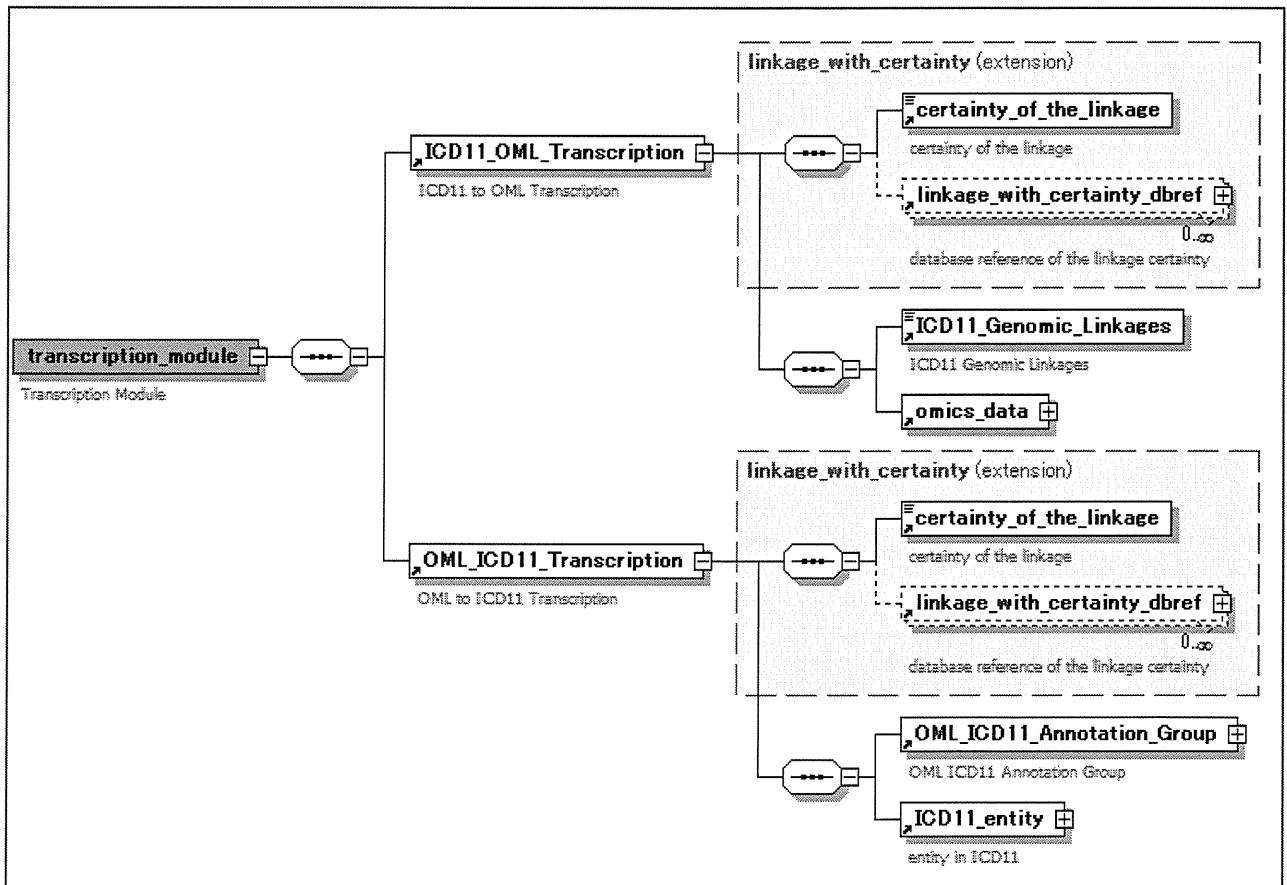 linkage_with_certainty (extension)
certainty_of_the_linkage
certainty of the linkage
linkage_with_certainty_dbref
0..∞
database reference of the linkage certainty
ICD11_OML_Transcription
ICD11 to OML Transcription
ICD11_Genomic_Linkages
ICD11 Genomic Linkages
omics_data
transcription_module
Transcription Module
linkage_with_certainty (extension)
certainty_of_the_linkage
certainty of the linkage
linkage_with_certainty_dbref
0..∞
database reference of the linkage certainty
OML_ICD11_Transcription
OML to ICD11 Transcription
OML_ICD11_Annotation_Group
OML ICD11 Annotation Group
ICD11_entity
entity in ICD11